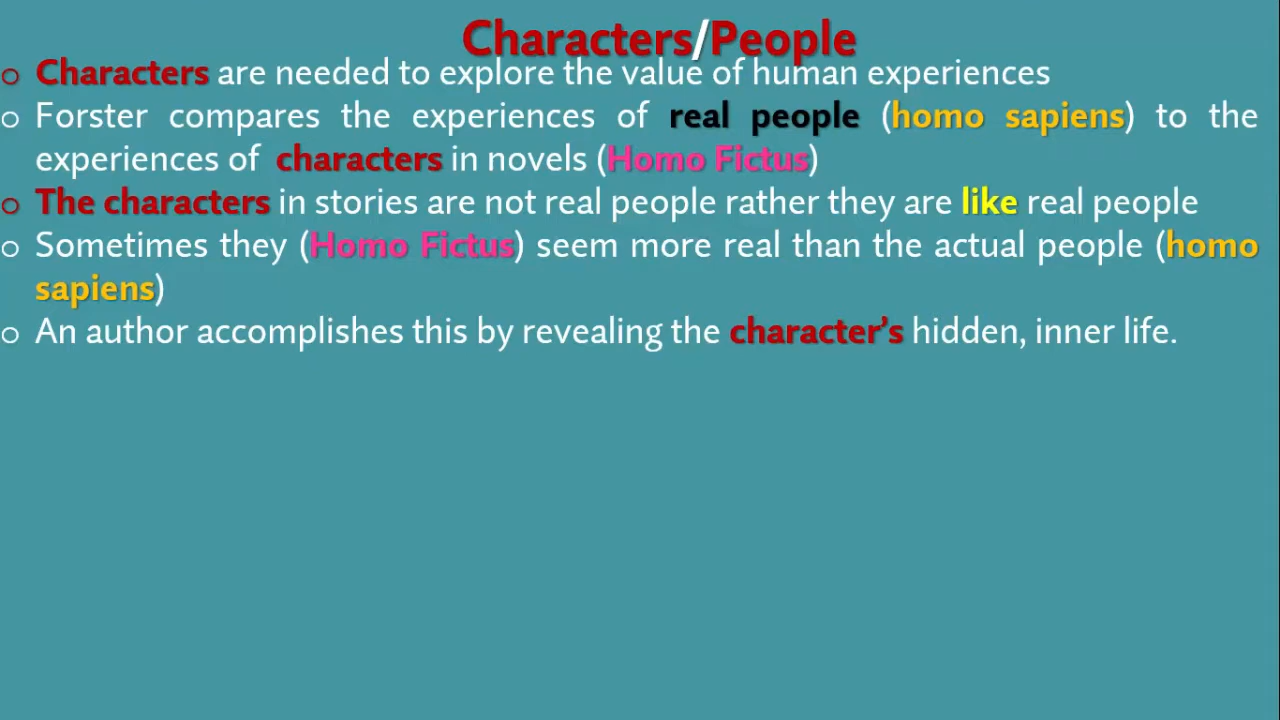 Characters/People
o Characters are needed to explore the value of human experiences
o Forster compares the experiences of real people (homo sapiens) to the
experiences of characters in novels (Homo Fictus)
o The characters in stories are not real people rather they are like real people
o Sometimes they (Homo Fictus) seem more real than the actual people (homo
sapiens)
o An author accomplishes this by revealing the character's hidden, inner life.